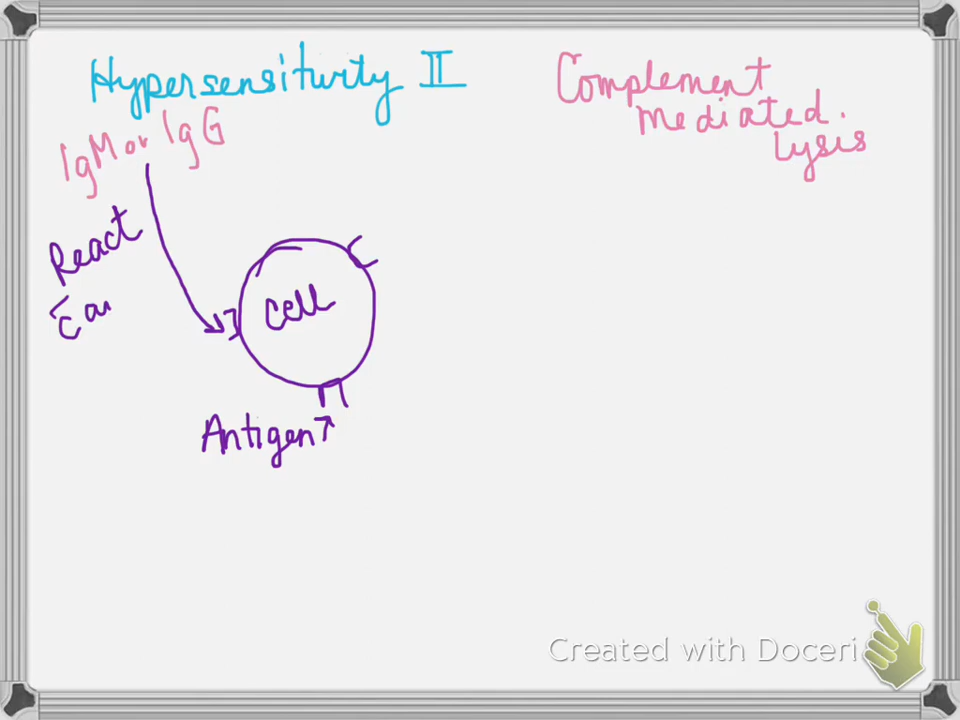 Hypersensitivity II
Complement
Mediated.
Lysis
IgM or IgG
React
Cell
Antigen
Created with Doceri